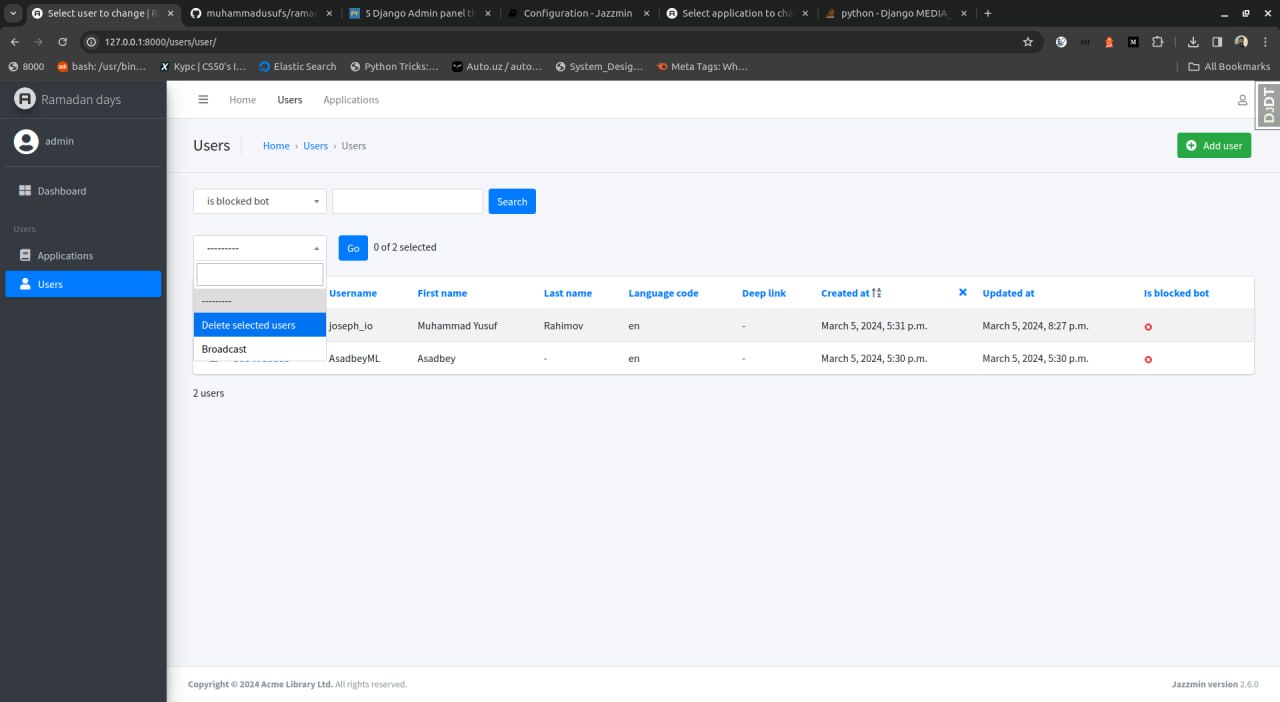 Select user to change | R
muhammadusufs/rama
PY 5 Django Admin panel th
Configuration - Jazzmin
Select application to cha
python - Django MEDIA_
127.0.0.1:8000/users/user/
8000
bash: /usr/bin...
Курс | CS50's I...
Elastic Search
Python Tricks:...
Auto.uz / auto...
System_Desig...
Meta Tags: Wh...
All Bookmarks
Ramadan days
Home
Users
Applications
DjDT
admin
Users
Home › Users › Users
Add user
Dashboard
is blocked bot
Search
Users
---------
Go
0 of 2 selected
Applications
Users
Username First name Last name Language code Deep link Created at Updated at Is blocked bot
---------
Delete selected users
joseph_io Muhammad Yusuf Rahimov en - March 5, 2024, 5:31 p.m. March 5, 2024, 8:27 p.m.
Broadcast
AsadbeyML Asadbey - en - March 5, 2024, 5:30 p.m. March 5, 2024, 5:30 p.m.
2 users
Copyright © 2024 Acme Library Ltd. All rights reserved.
Jazzmin version 2.6.0